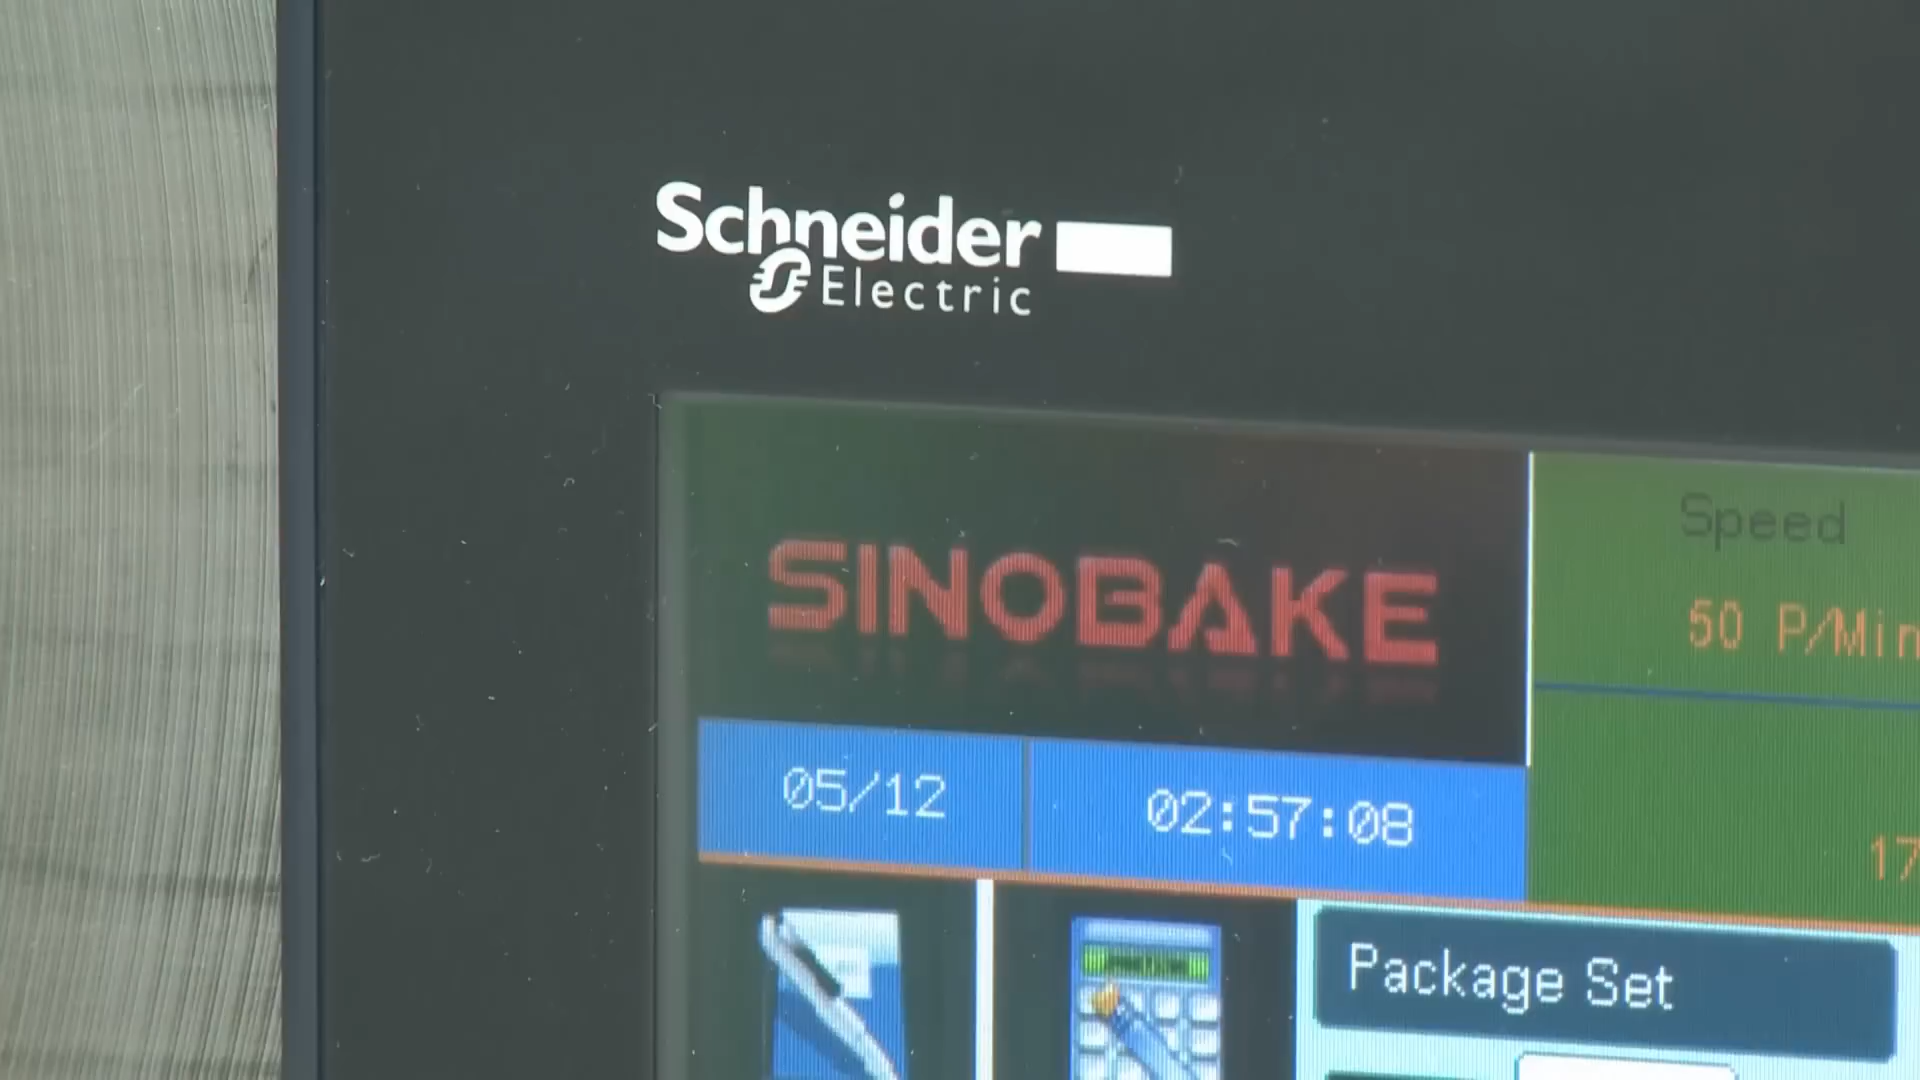 Schneider
Electric
SINOBAKE
Speed
50 P/Min
05/12
02:57:08
17
Package Set